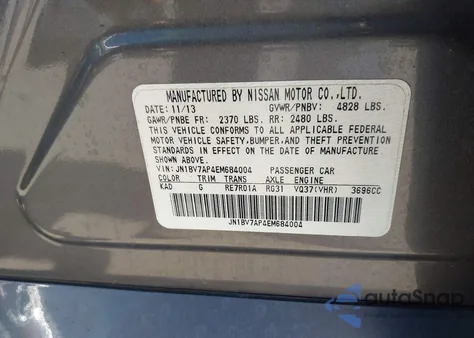 MANUFACTURED BY NISSAN MOTOR CO.,LTD.
DATE: 11/13 GVWR/PNBV: 4828 LBS.
GAWR/PNBE FR: 2370 LBS. RR: 2480 LBS.
THIS VEHICLE CONFORMS TO ALL APPLICABLE FEDERAL
MOTOR VEHICLE SAFETY,BUMPER,AND THEFT PREVENTION
STANDARDS IN EFFECT ON THE DATE OF MANUFACTURE
SHOWN ABOVE.
VIN: JN1BV7AP4EM684004 PASSENGER CAR
COLOR TRIM TRANS AXLE ENGINE
KAD G RE7R01A RG31 VQ37(VHR) 3696CC
JN1BV7AP4EM684004
autoSnap